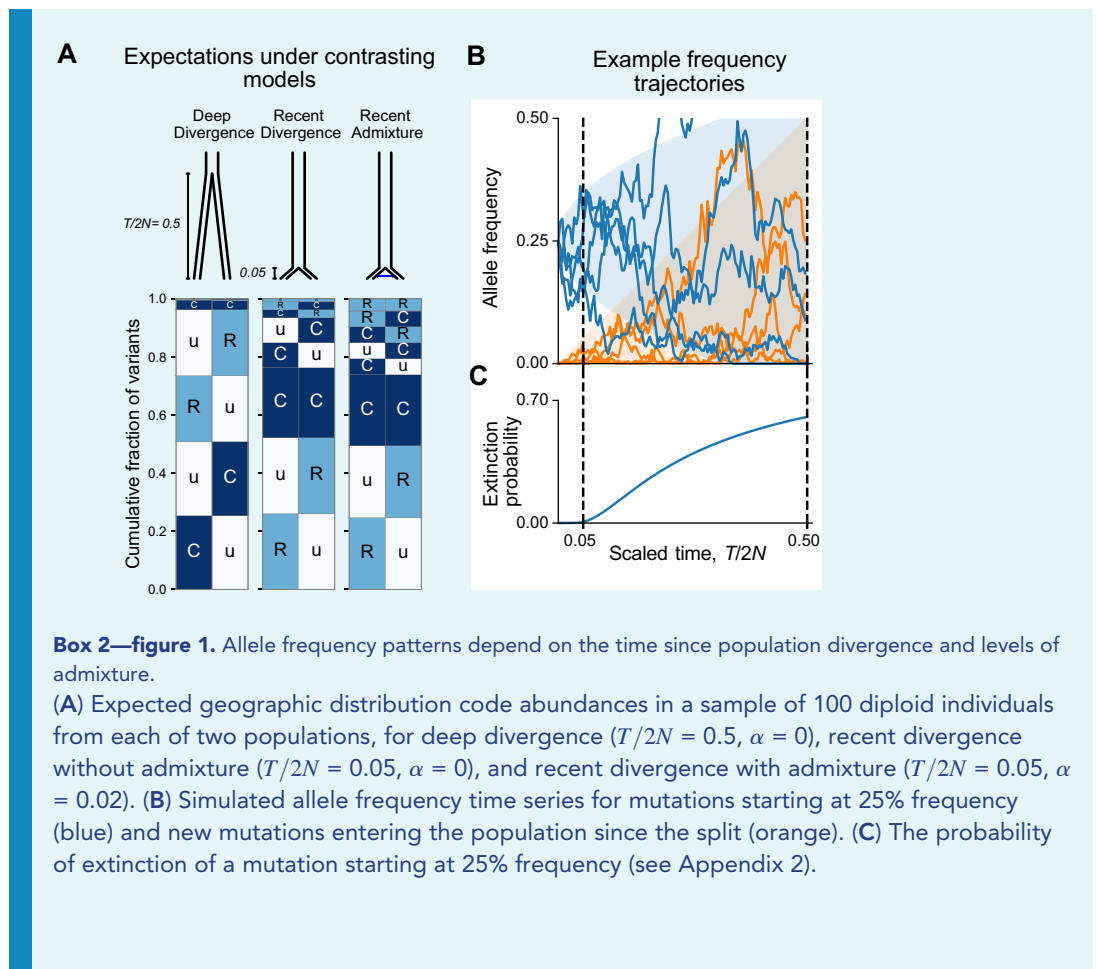 A
Expectations under contrasting
models
Deep
Divergence
Recent
Divergence
Recent
Admixture
T/2N= 0.5
0.05
Cumulative fraction of variants
1.0
0.8
0.6
0.4
0.2
0.0
C C
u R
R u
u C
C u
R C
C R
u C
C u
C C
u R
R u
R R
R C
C R
u C
C u
C C
u R
R u
B
Example frequency
trajectories
Allele frequency
0.50
0.25
0.00
C
Extinction
probability
0.70
0.00
0.05
0.50
Scaled time, T/2N
Box 2—figure 1. Allele frequency patterns depend on the time since population divergence and levels of
admixture.
(A) Expected geographic distribution code abundances in a sample of 100 diploid individuals
from each of two populations, for deep divergence (T/2N = 0.5, α = 0), recent divergence
without admixture (T/2N = 0.05, α = 0), and recent divergence with admixture (T/2N = 0.05, α
= 0.02). (B) Simulated allele frequency time series for mutations starting at 25% frequency
(blue) and new mutations entering the population since the split (orange). (C) The probability
of extinction of a mutation starting at 25% frequency (see Appendix 2).